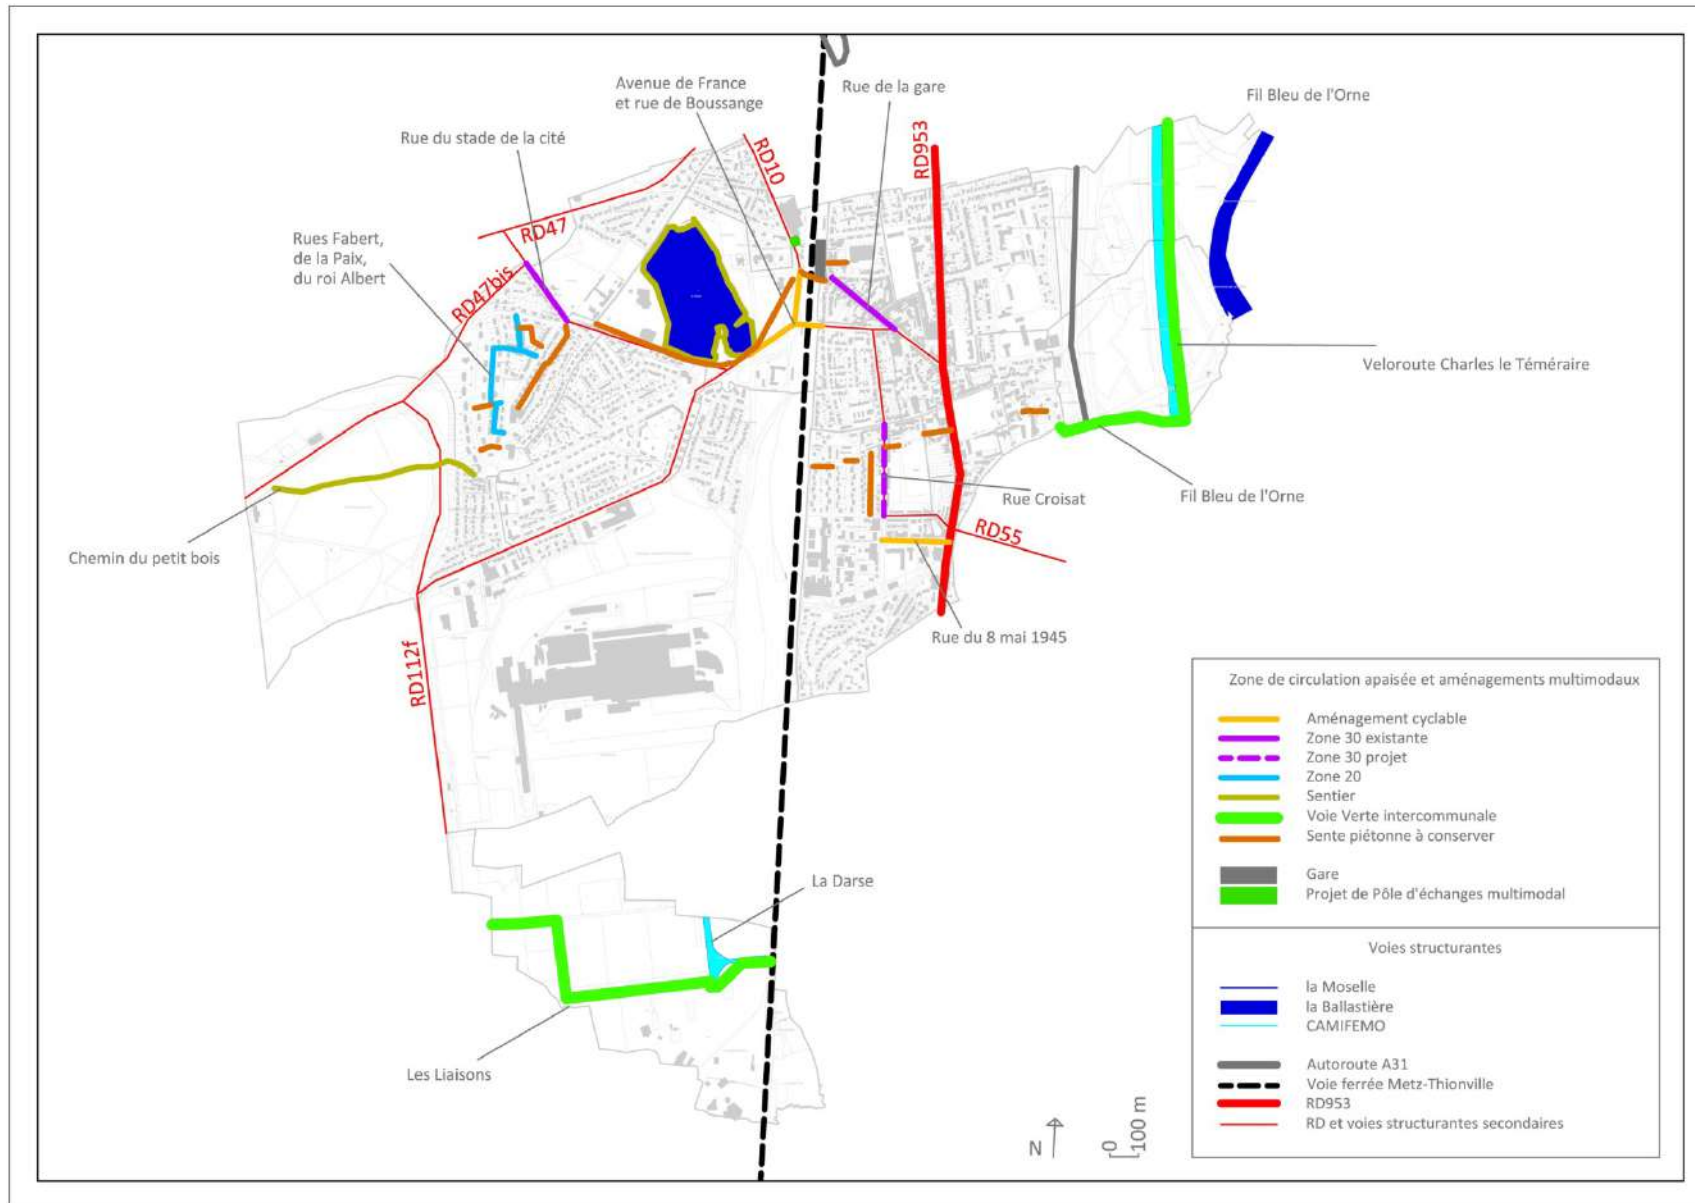 Avenue de France
et rue de Boussange
Rue de la gare
Fil Bleu de l'Orne
Rue du stade de la cité
RD10
RD953
RD47
Rues Fabert,
de la Paix,
du roi Albert
RD47bis
Veloroute Charles le Téméraire
Rue Croisat
Fil Bleu de l'Orne
RD55
Chemin du petit bois
Rue du 8 mai 1945
RD112f
La Darse
Les Liaisons
Zone de circulation apaisée et aménagements multimodaux
Aménagement cyclable
Zone 30 existante
Zone 30 projet
Zone 20
Sentier
Voie Verte intercommunale
Sente piétonne à conserver
Gare
Projet de Pôle d'échanges multimodal
Voies structurantes
la Moselle
la Ballastière
CAMIFEMO
Autoroute A31
Voie ferrée Metz-Thionville
RD953
RD et voies structurantes secondaires
N
0
100 m